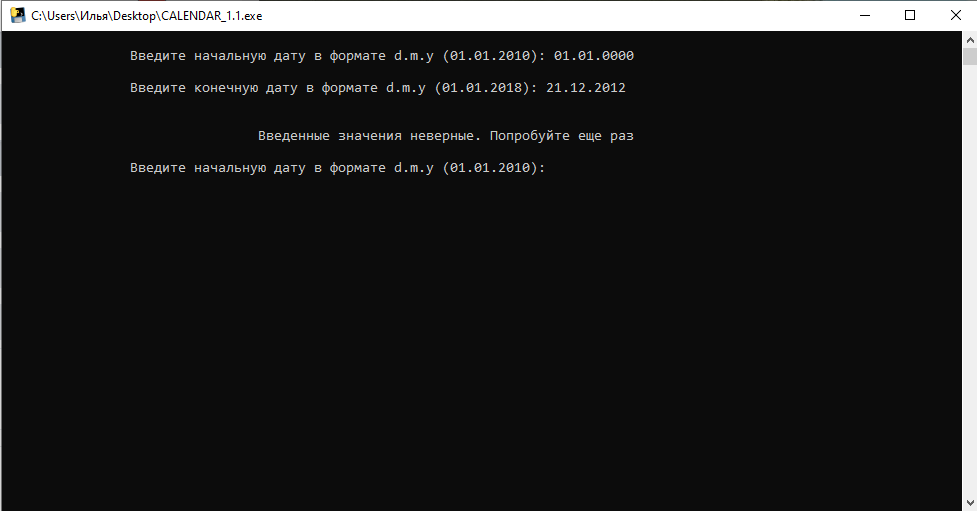 C:\Users\Илья\Desktop\CALENDAR_1.1.exe
Введите начальную дату в формате d.m.y (01.01.2010): 01.01.0000
Введите конечную дату в формате d.m.y (01.01.2018): 21.12.2012
Введенные значения неверные. Попробуйте еще раз
Введите начальную дату в формате d.m.y (01.01.2010):